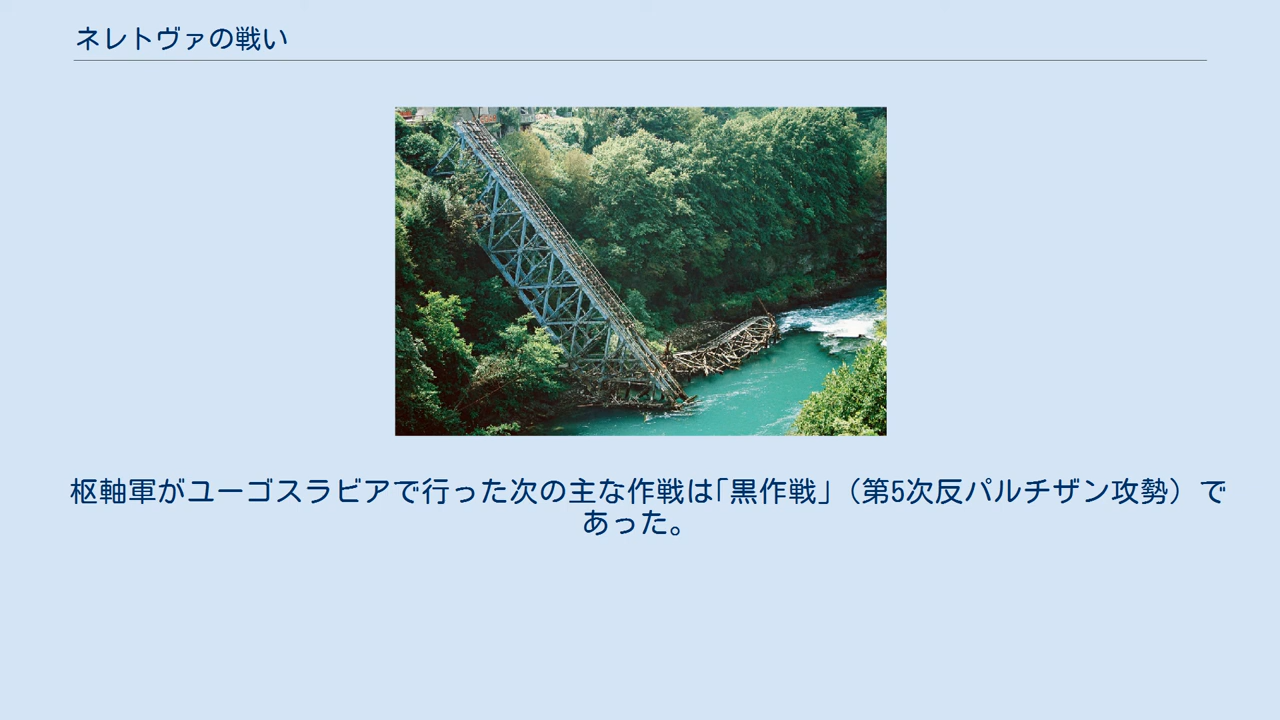 ネレトヴァの戦い
枢軸軍がユーゴスラビアで行った次の主な作戦は｢黒作戦」（第5次反パルチザン攻勢）で
あった。